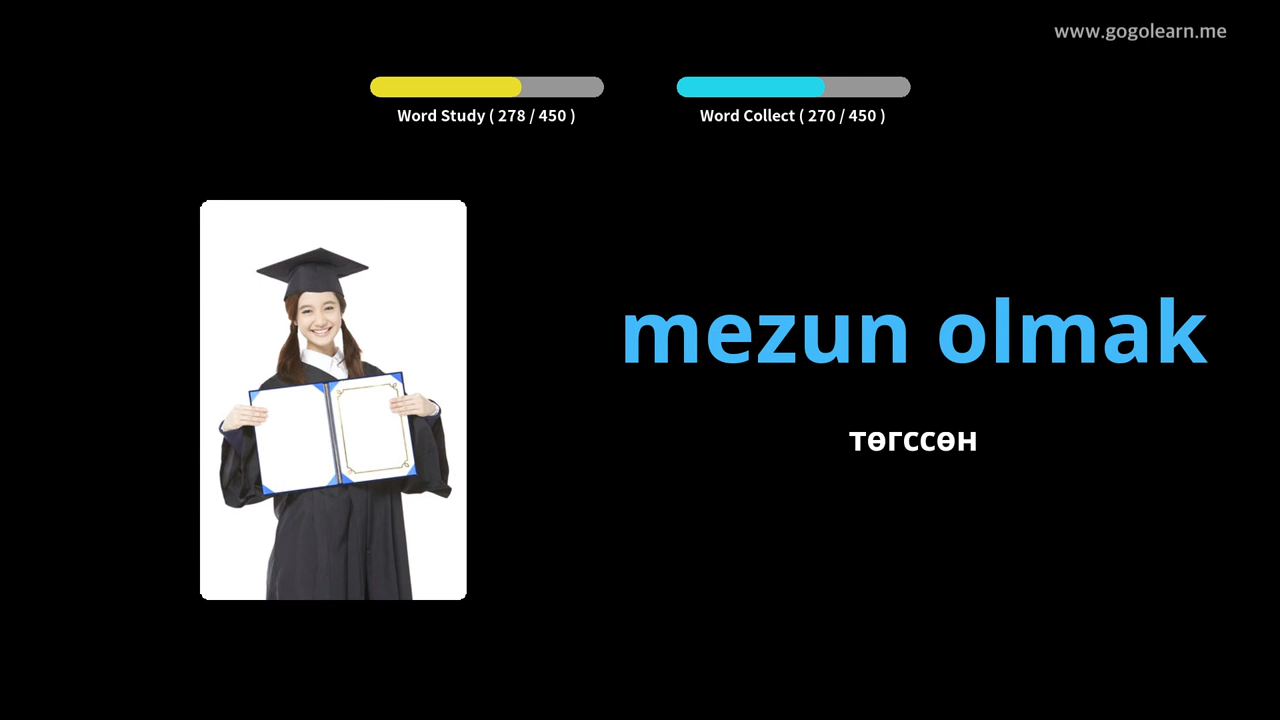 www.gogolearn.me
Word Study ( 278 / 450 )
Word Collect ( 270 / 450 )
mezun olmak
төгссөн